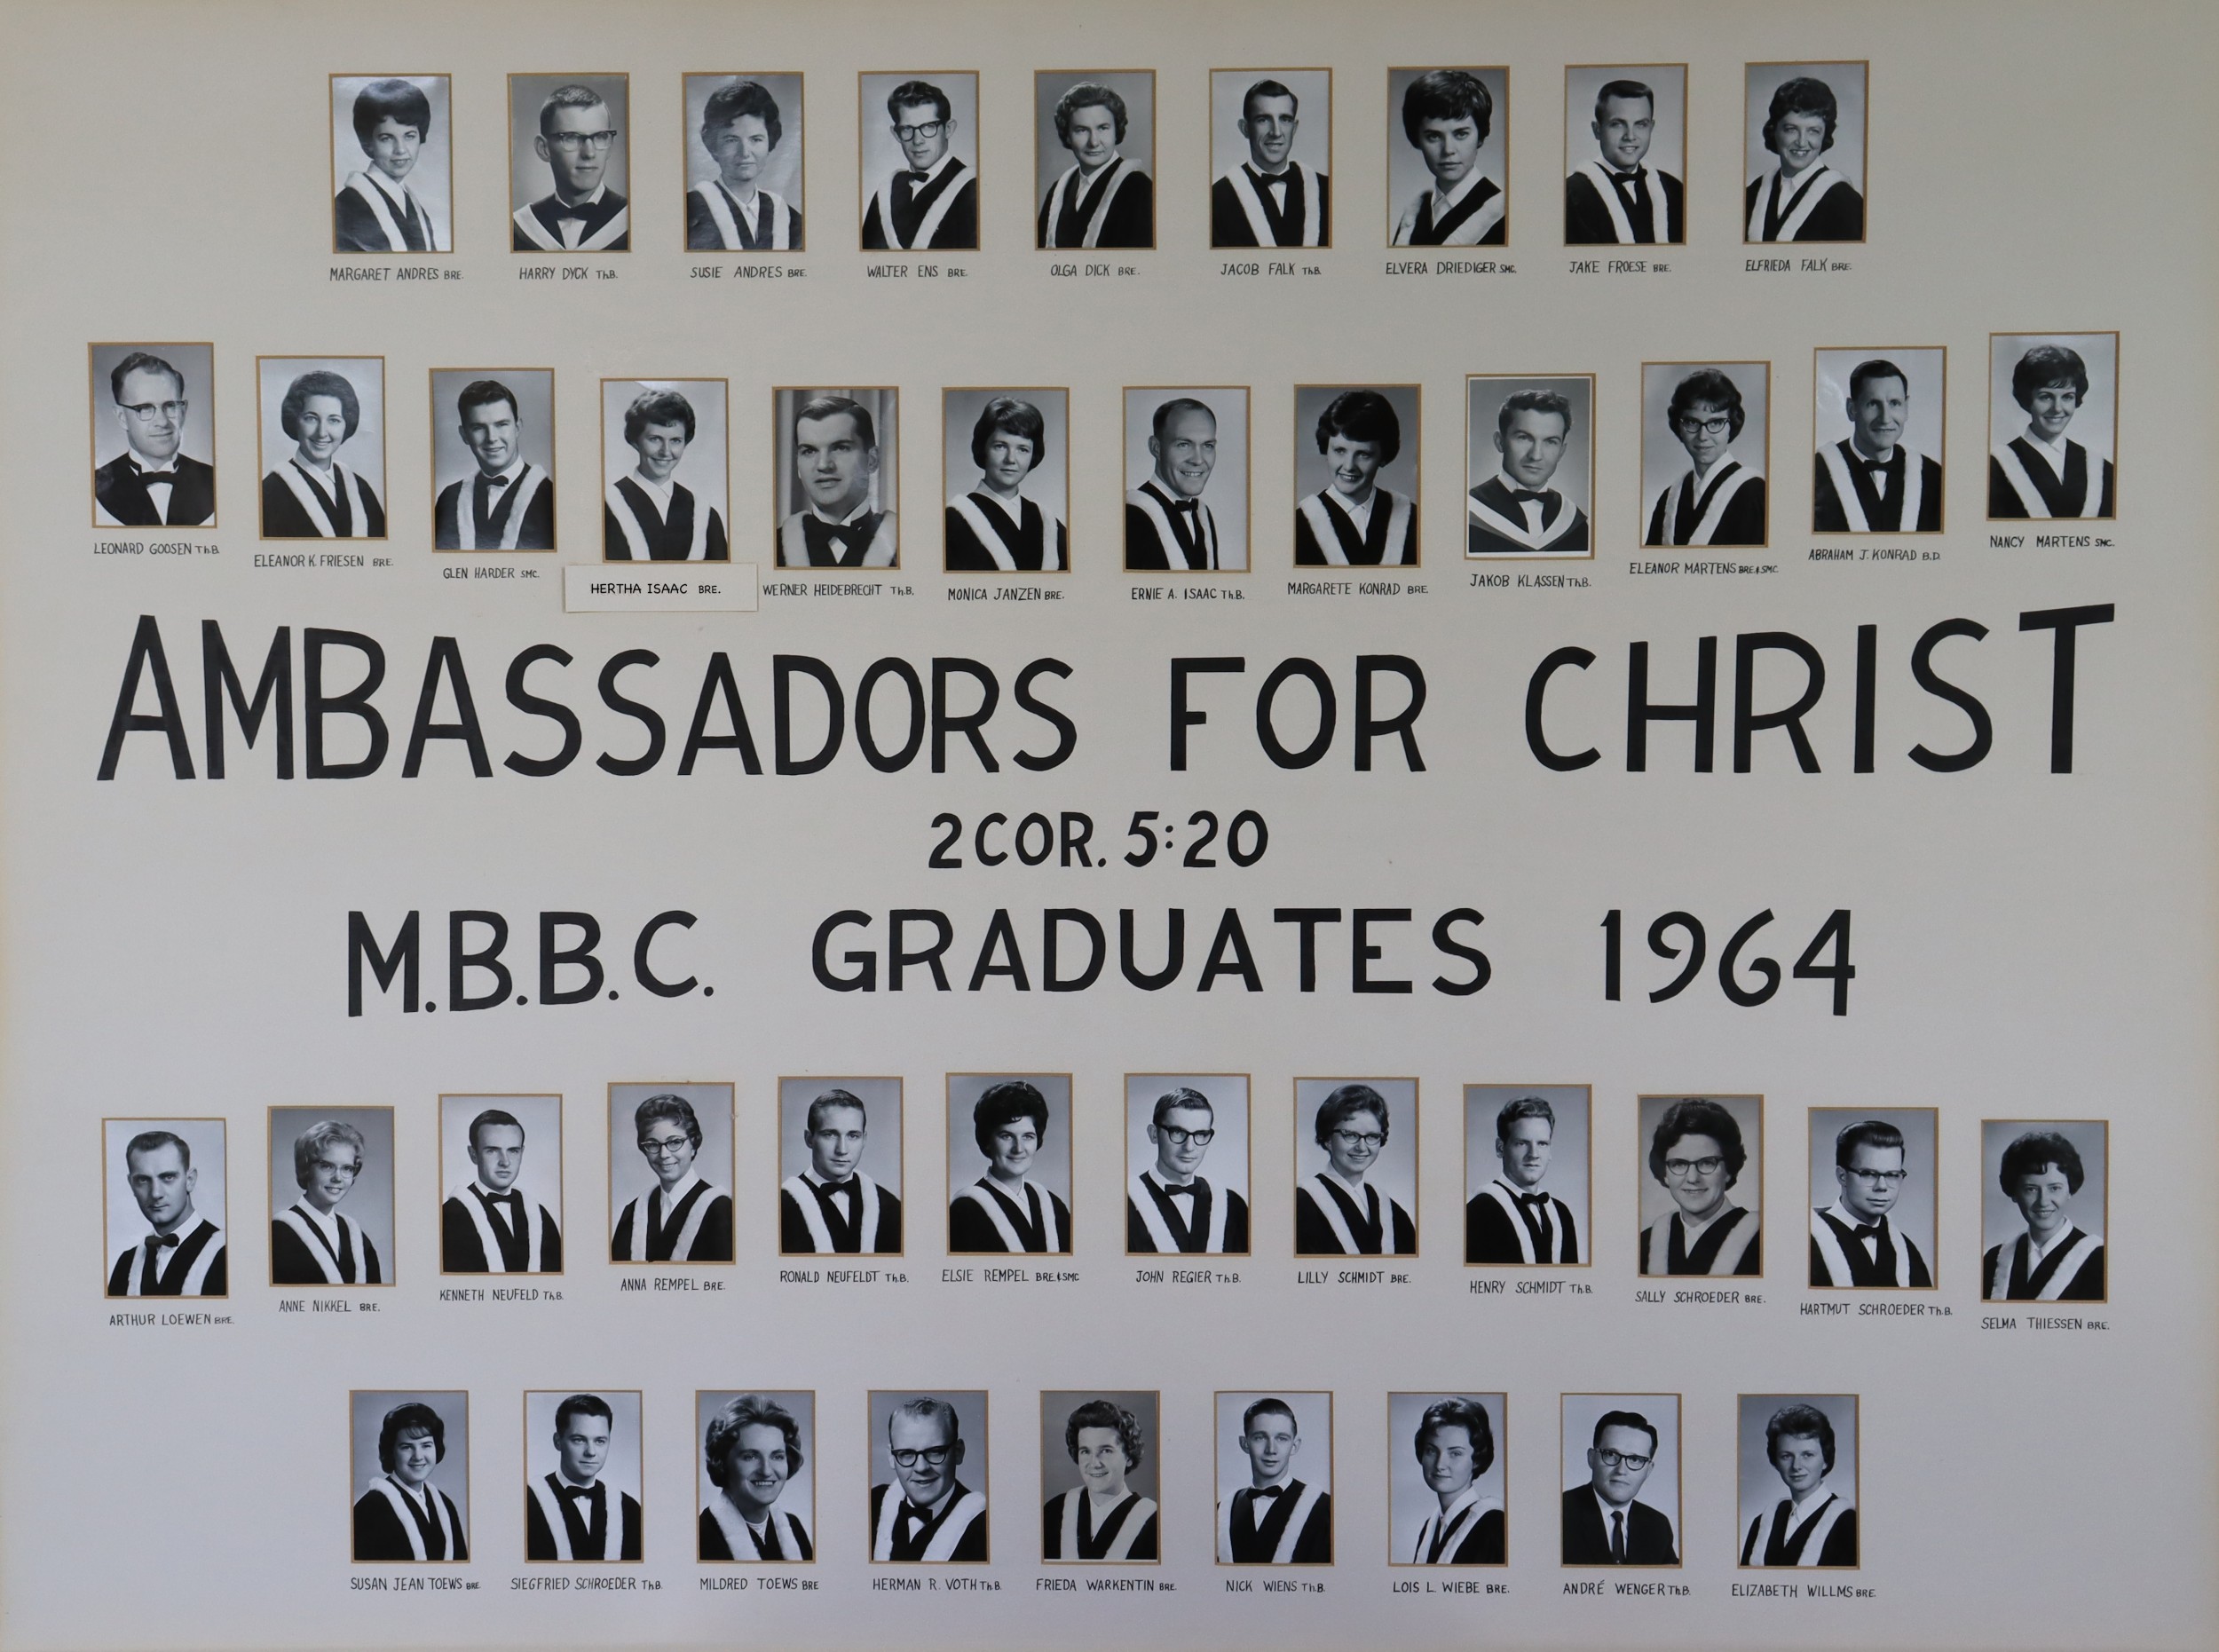 MARGARET ANDRES BRE.
HARRY DYCK Th.B.
SUSIE ANDRES BRE.
WALTER ENS BRE.
OLGA DICK BRE.
JACOB FALK Th.B.
ELVERA DRIEDIGER SMC.
JAKE FROESE BRE.
ELFRIEDA FALK BRE.
LEONARD GOOSEN Th.B.
ELEANOR K. FRIESEN BRE.
GLEN HARDER SMC.
HERTHA ISAAC BRE.
WERNER HEIDEBRECHT Th.B.
MONICA JANZEN BRE.
ERNIE A. ISAAC Th.B.
MARGARETE KONRAD BRE.
JAKOB KLASSEN Th.B.
ELEANOR MARTENS BRE.&SMC.
ABRAHAM J. KONRAD B.D.
NANCY MARTENS SMC.
AMBASSADORS FOR CHRIST
2 COR. 5:20
M.B.B.C. GRADUATES 1964
ARTHUR LOEWEN BRE.
ANNE NIKKEL BRE.
KENNETH NEUFELD Th.B.
ANNA REMPEL BRE.
RONALD NEUFELDT Th.B.
ELSIE REMPEL BRE.&SMC
JOHN REGIER Th.B.
LILLY SCHMIDT BRE.
HENRY SCHMIDT Th.B.
SALLY SCHROEDER BRE.
HARTMUT SCHROEDER Th.B.
SELMA THIESSEN BRE.
SUSAN JEAN TOEWS BRE.
SIEGFRIED SCHROEDER Th.B.
MILDRED TOEWS BRE
HERMAN R. VOTH Th.B.
FRIEDA WARKENTIN BRE.
NICK WIENS Th.B.
LOIS L. WIEBE BRE.
ANDRÉ WENGER Th.B.
ELIZABETH WILLMS BRE.